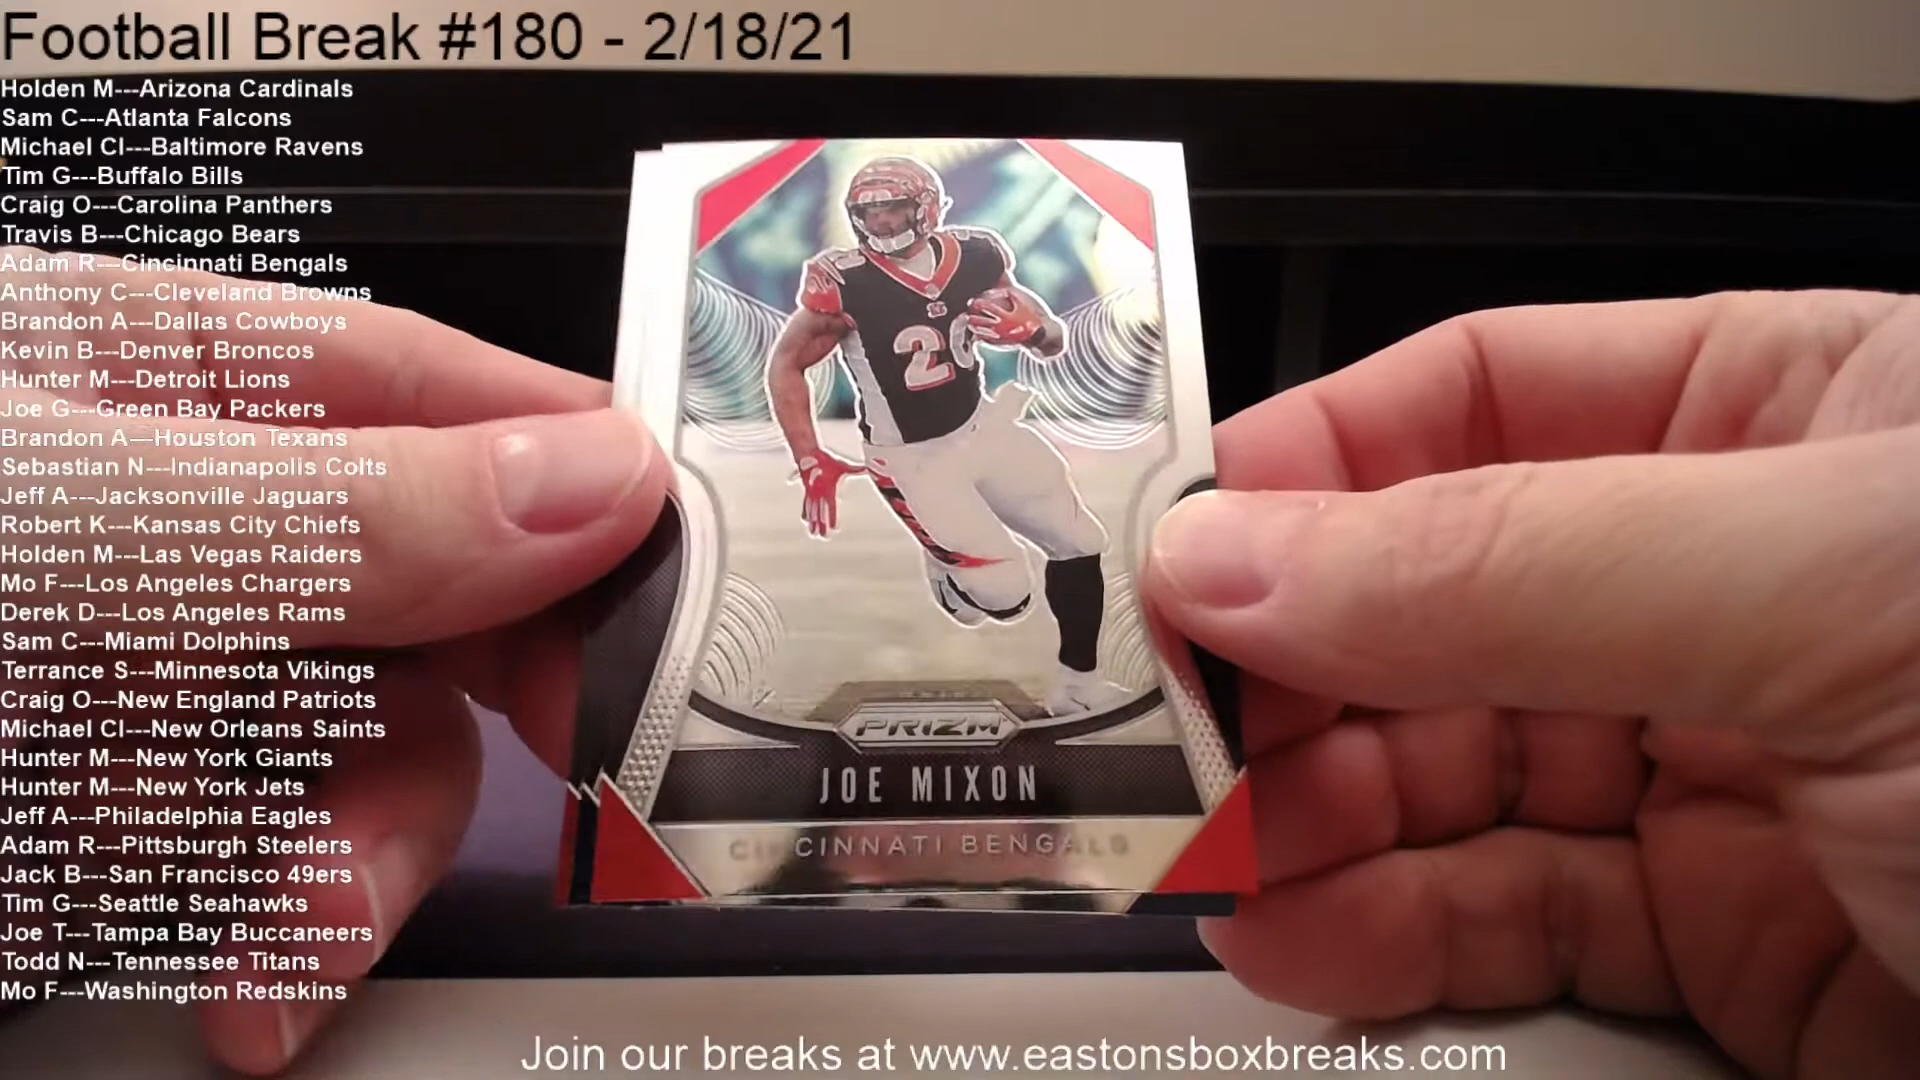 Football Break #180 - 2/18/21
Holden M---Arizona Cardinals
Sam C---Atlanta Falcons
Michael Cl---Baltimore Ravens
Tim G---Buffalo Bills
Craig O---Carolina Panthers
Travis B---Chicago Bears
Adam R---Cincinnati Bengals
Anthony C---Cleveland Browns
Brandon A---Dallas Cowboys
Kevin B---Denver Broncos
Hunter M---Detroit Lions
Joe G---Green Bay Packers
Brandon A---Houston Texans
Sebastian N---Indianapolis Colts
Jeff A---Jacksonville Jaguars
Robert K---Kansas City Chiefs
Holden M---Las Vegas Raiders
Mo F---Los Angeles Chargers
Derek D---Los Angeles Rams
Sam C---Miami Dolphins
Terrance S---Minnesota Vikings
Craig O---New England Patriots
Michael Cl---New Orleans Saints
Hunter M---New York Giants
Hunter M---New York Jets
Jeff A---Philadelphia Eagles
Adam R---Pittsburgh Steelers
Jack B---San Francisco 49ers
Tim G---Seattle Seahawks
Joe T---Tampa Bay Buccaneers
Todd N---Tennessee Titans
Mo F---Washington Redskins
28
PRIZM
JOE MIXON
CINCINNATI BENGALS
Join our breaks at www.eastonsboxbreaks.com